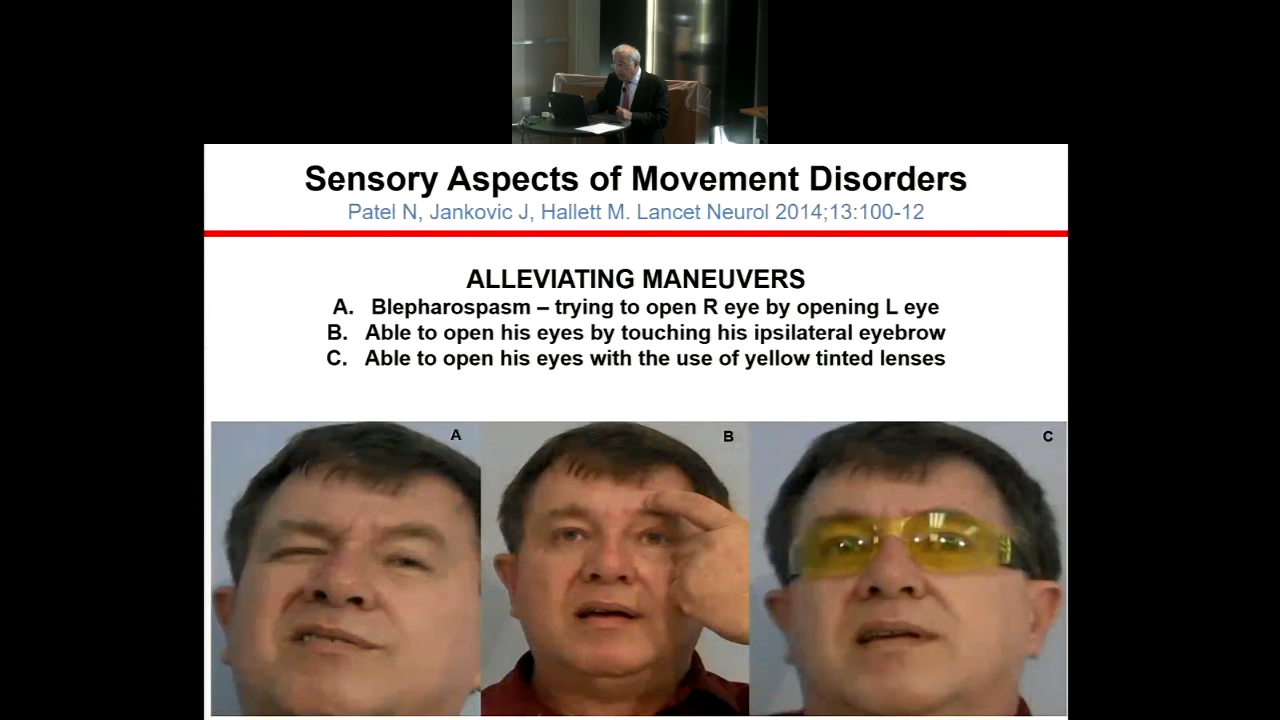 Sensory Aspects of Movement Disorders
Patel N, Jankovic J, Hallett M. Lancet Neurol 2014;13:100-12
ALLEVIATING MANEUVERS
A. Blepharospasm – trying to open R eye by opening L eye
B. Able to open his eyes by touching his ipsilateral eyebrow
C. Able to open his eyes with the use of yellow tinted lenses
A
B
C